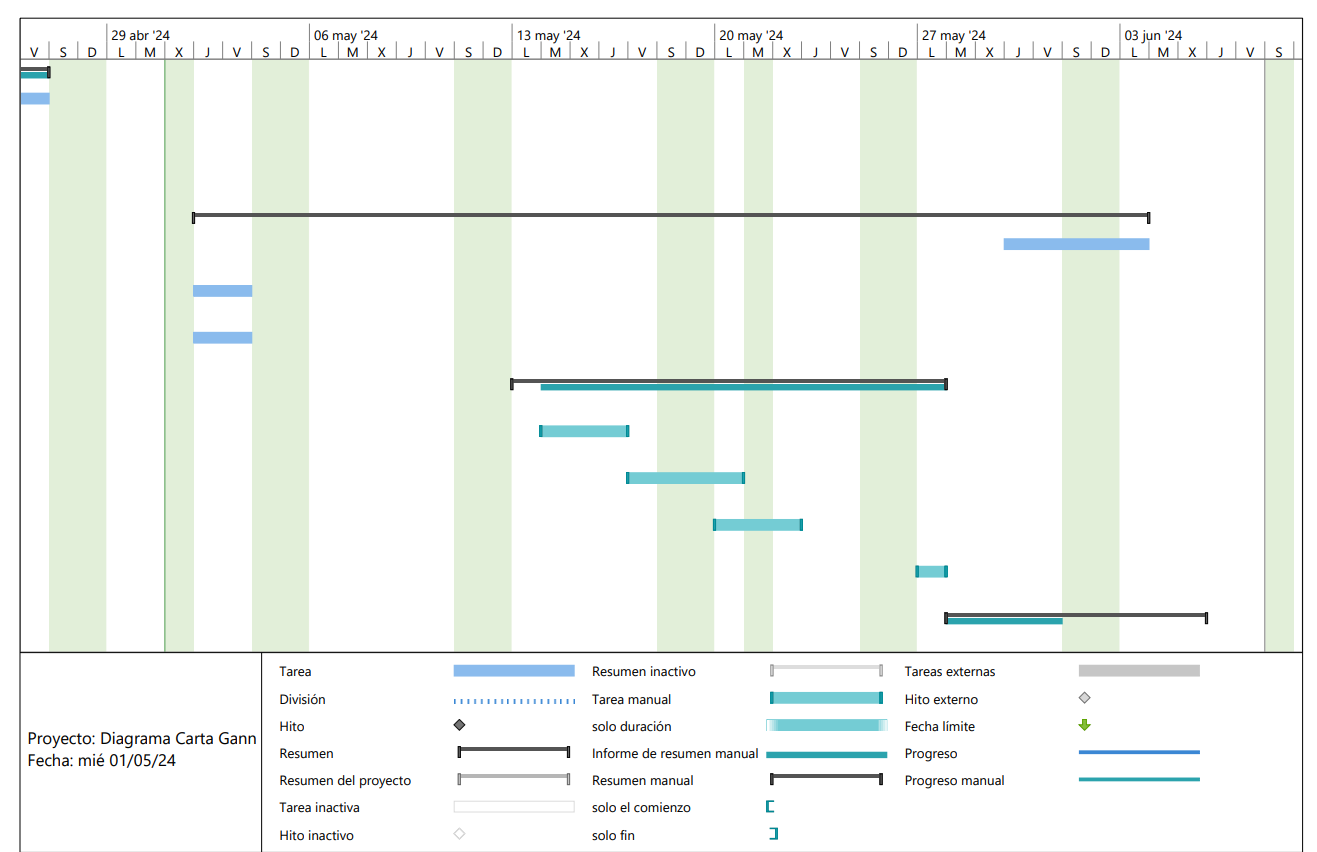 29 abr '24 06 may '24 13 may '24 20 may '24 27 may '24 03 jun '24
V S D L M X J V S D L M X J V S D L M X J V S D L M X J V S D L M X J V S D L M X J V S
Tarea
División
Hito
Resumen
Resumen del proyecto
Tarea inactiva
Hito inactivo
Resumen inactivo
Tarea manual
solo duración
Informe de resumen manual
Resumen manual
solo el comienzo
solo fin
Tareas externas
Hito externo
Fecha límite
Progreso
Progreso manual
Proyecto: Diagrama Carta Gann
Fecha: mié 01/05/24